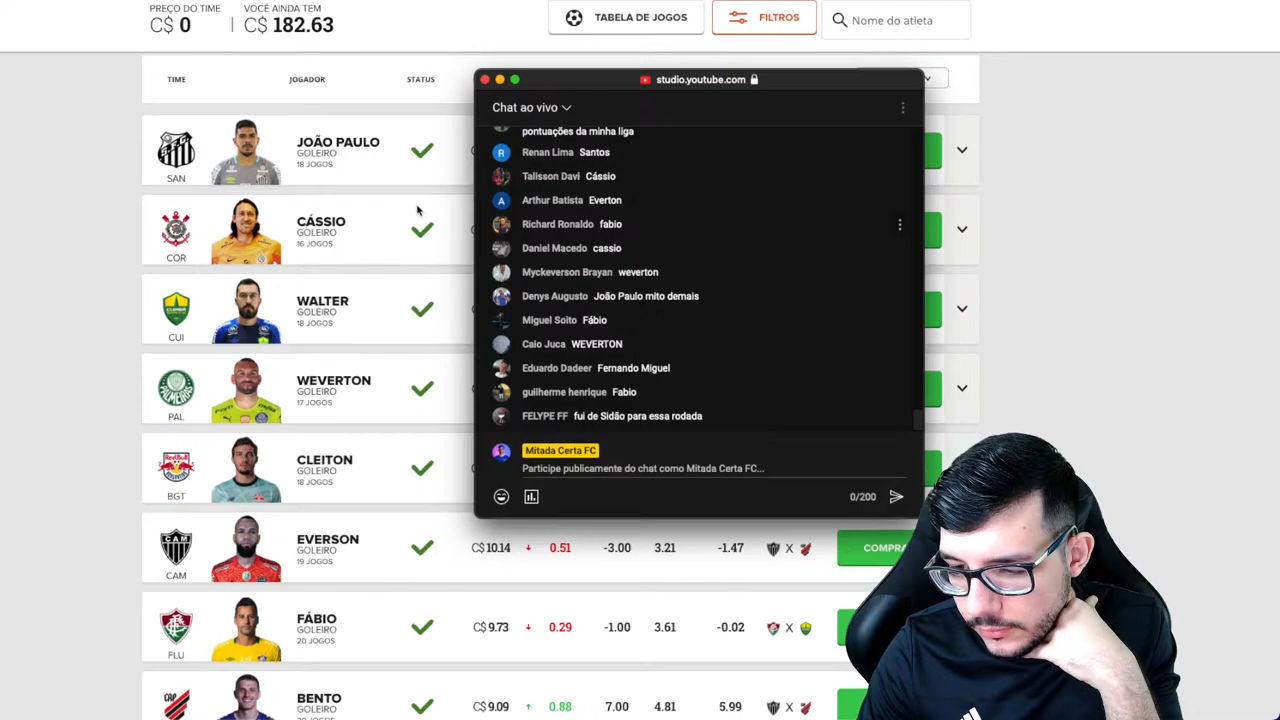 PREÇO DO TIME
C$ 0
VOCÊ AINDA TEM
C$ 182.63
TABELA DE JOGOS
FILTROS
Nome do atleta
TIME JOGADOR STATUS
SAN
JOÃO PAULO
GOLEIRO
18 JOGOS
COR
CÁSSIO
GOLEIRO
16 JOGOS
CUI
WALTER
GOLEIRO
18 JOGOS
PAL
WEVERTON
GOLEIRO
17 JOGOS
BGT
CLEITON
GOLEIRO
18 JOGOS
CAM
EVERSON
GOLEIRO
19 JOGOS
C$ 10.14 0.51 -3.00 3.21 -1.47 X
COMPRA
FLU
FÁBIO
GOLEIRO
20 JOGOS
C$ 9.73 0.29 -1.00 3.61 -0.02 X
BENTO
GOLEIRO
C$ 9.09 0.88 7.00 4.81 5.99 X
studio.youtube.com
Chat ao vivo
pontuações da minha liga
Renan Lima Santos
Talisson Davi Cássio
Arthur Batista Everton
Richard Ronaldo fabio
Daniel Macedo cassio
Myckeverson Brayan weverton
Denys Augusto João Paulo mito demais
Miguel Soito Fábio
Caio Juca WEVERTON
Eduardo Dadeer Fernando Miguel
guilherme henrique Fabio
FELYPE FF fui de Sidão para essa rodada
Mitada Certa FC
Participe publicamente do chat como Mitada Certa FC...
0/200